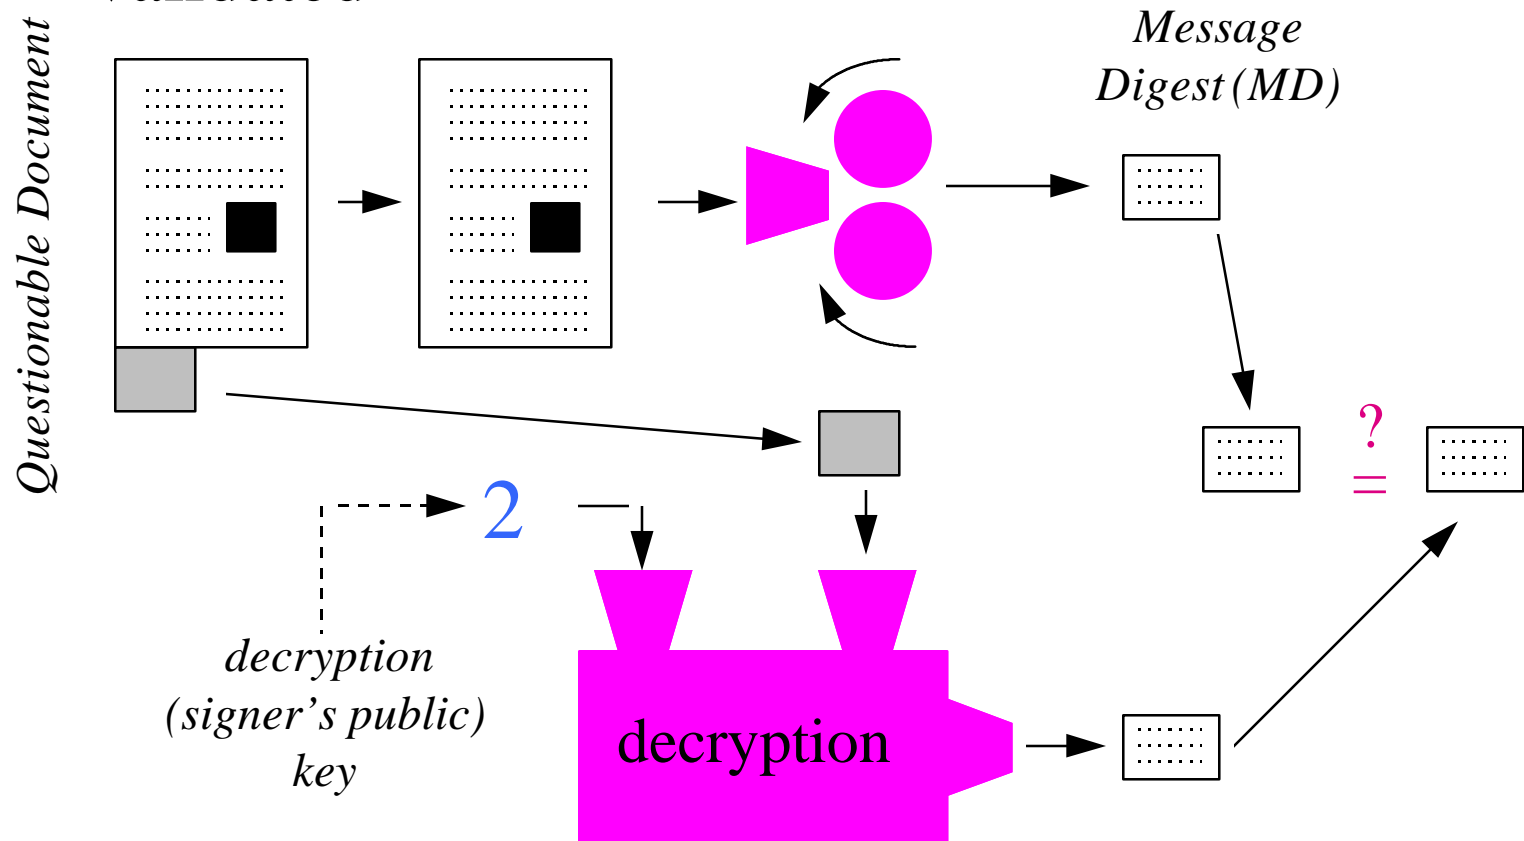 Message
Digest (MD)
Questionable Document
?
=
2
decryption
(signer's public)
key
decryption